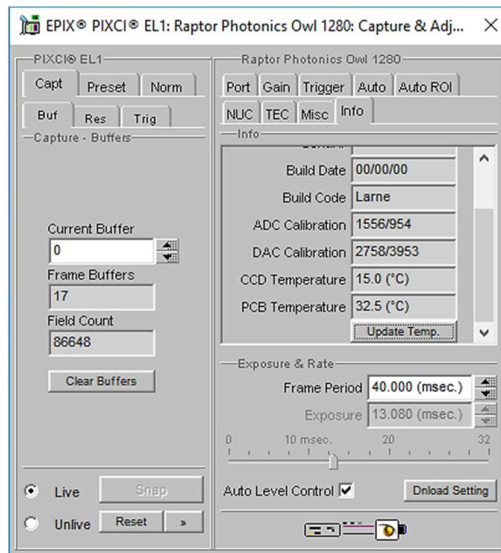 EPIX® PIXCI® EL1: Raptor Photonics Owl 1280: Capture & Adj...
PIXCI® EL1
Capt Preset Norm
Buf Res Trig
Capture - Buffers
Current Buffer
0
Frame Buffers
17
Field Count
86648
Clear Buffers
Live Snap
Unlive Reset »
Raptor Photonics Owl 1280
Port Gain Trigger Auto Auto ROI
NUC TEC Misc Info
Info
Build Date 00/00/00
Build Code Larne
ADC Calibration 1556/954
DAC Calibration 2758/3953
CCD Temperature 15.0 (°C)
PCB Temperature 32.5 (°C)
Update Temp.
Exposure & Rate
Frame Period 40.000 (msec.)
Exposure 13.080 (msec.)
0 10 msec. 20 32
Auto Level Control Dnload Setting